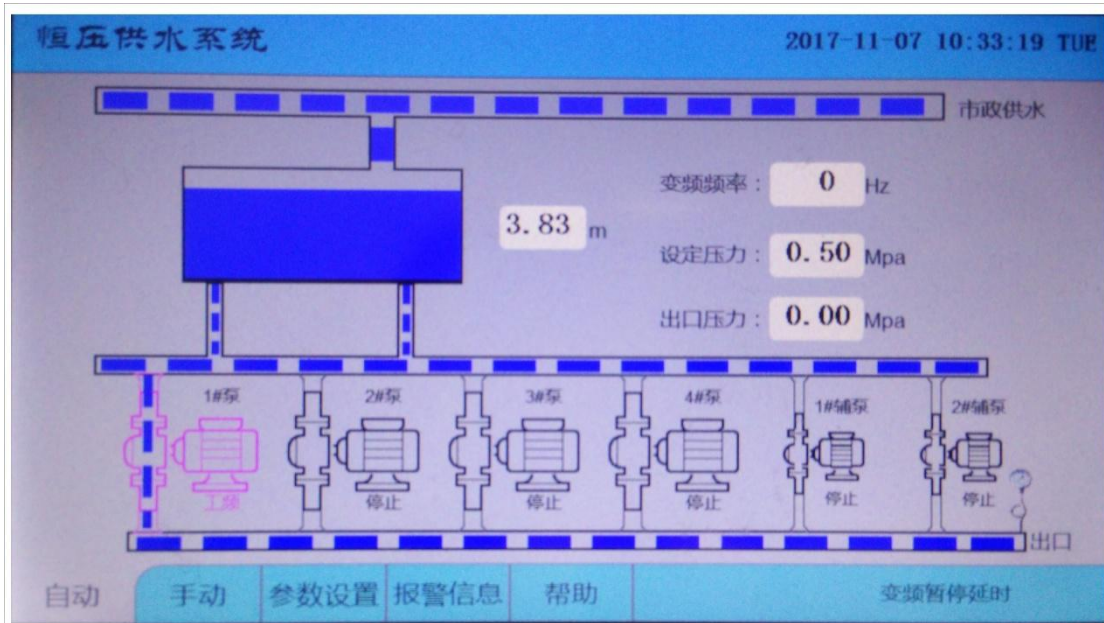 恒压供水系统
2017-11-07 10:33:19 TUE
市政供水
变频频率： 0 Hz
3.83 m
设定压力： 0.50 Mpa
出口压力： 0.00 Mpa
1#泵 2#泵 3#泵 4#泵 1#辅泵 2#辅泵
工频 停止 停止 停止 停止 停止
出口
自动 手动 参数设置 报警信息 帮助 变频暂停延时